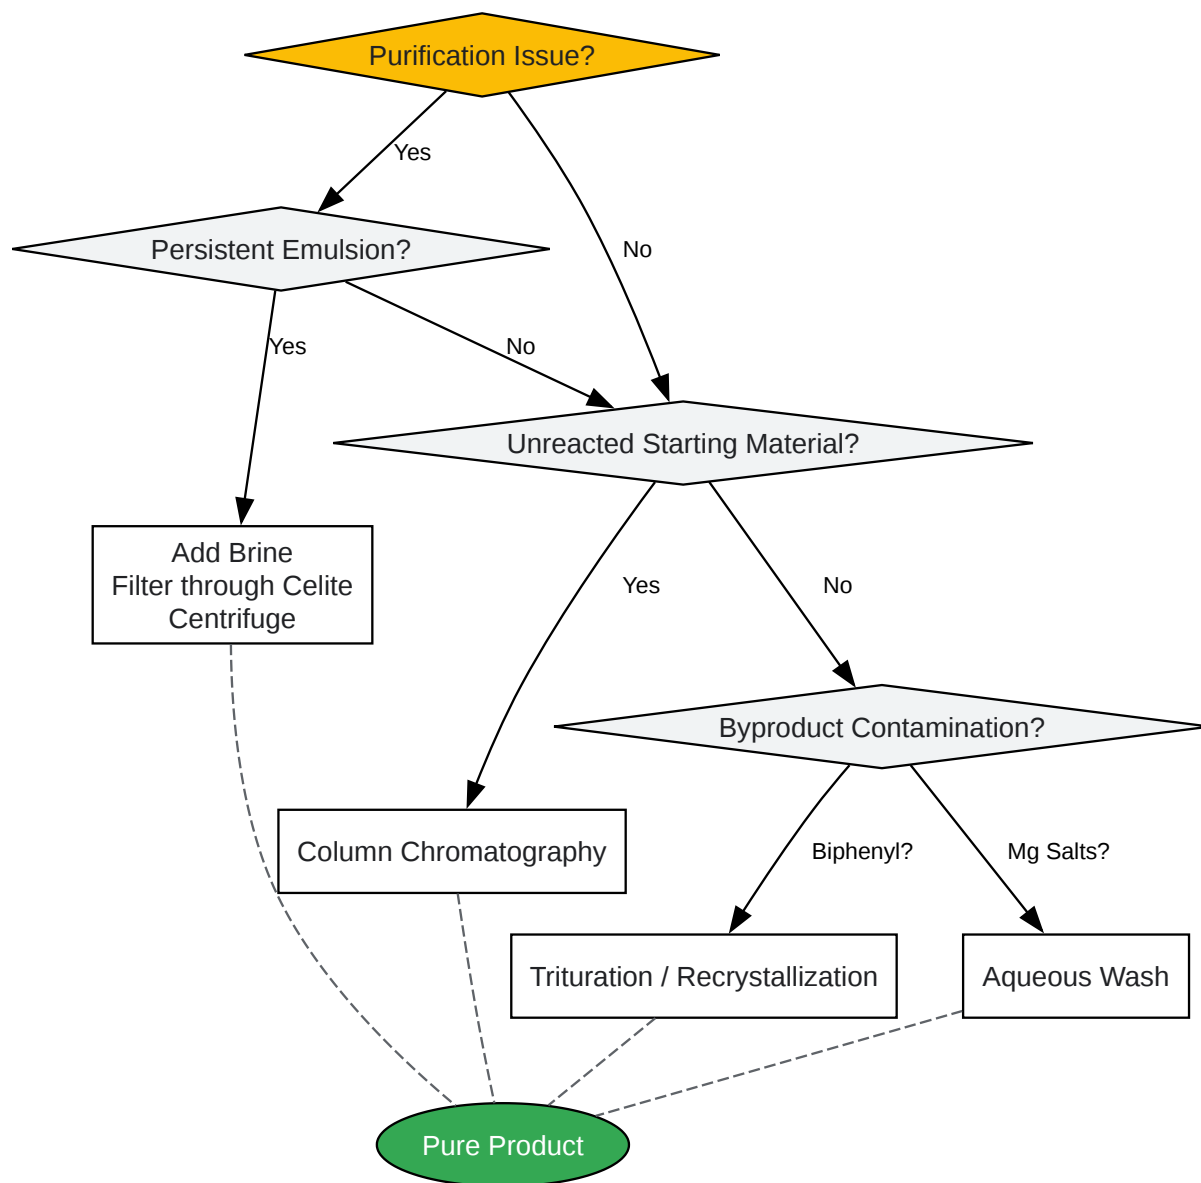 Purification Issue?
Yes
No
Persistent Emulsion?
Yes
No
Unreacted Starting Material?
Add Brine
Filter through Celite
Centrifuge
Yes
No
Byproduct Contamination?
Column Chromatography
Biphenyl?
Mg Salts?
Trituration / Recrystallization
Aqueous Wash
Pure Product